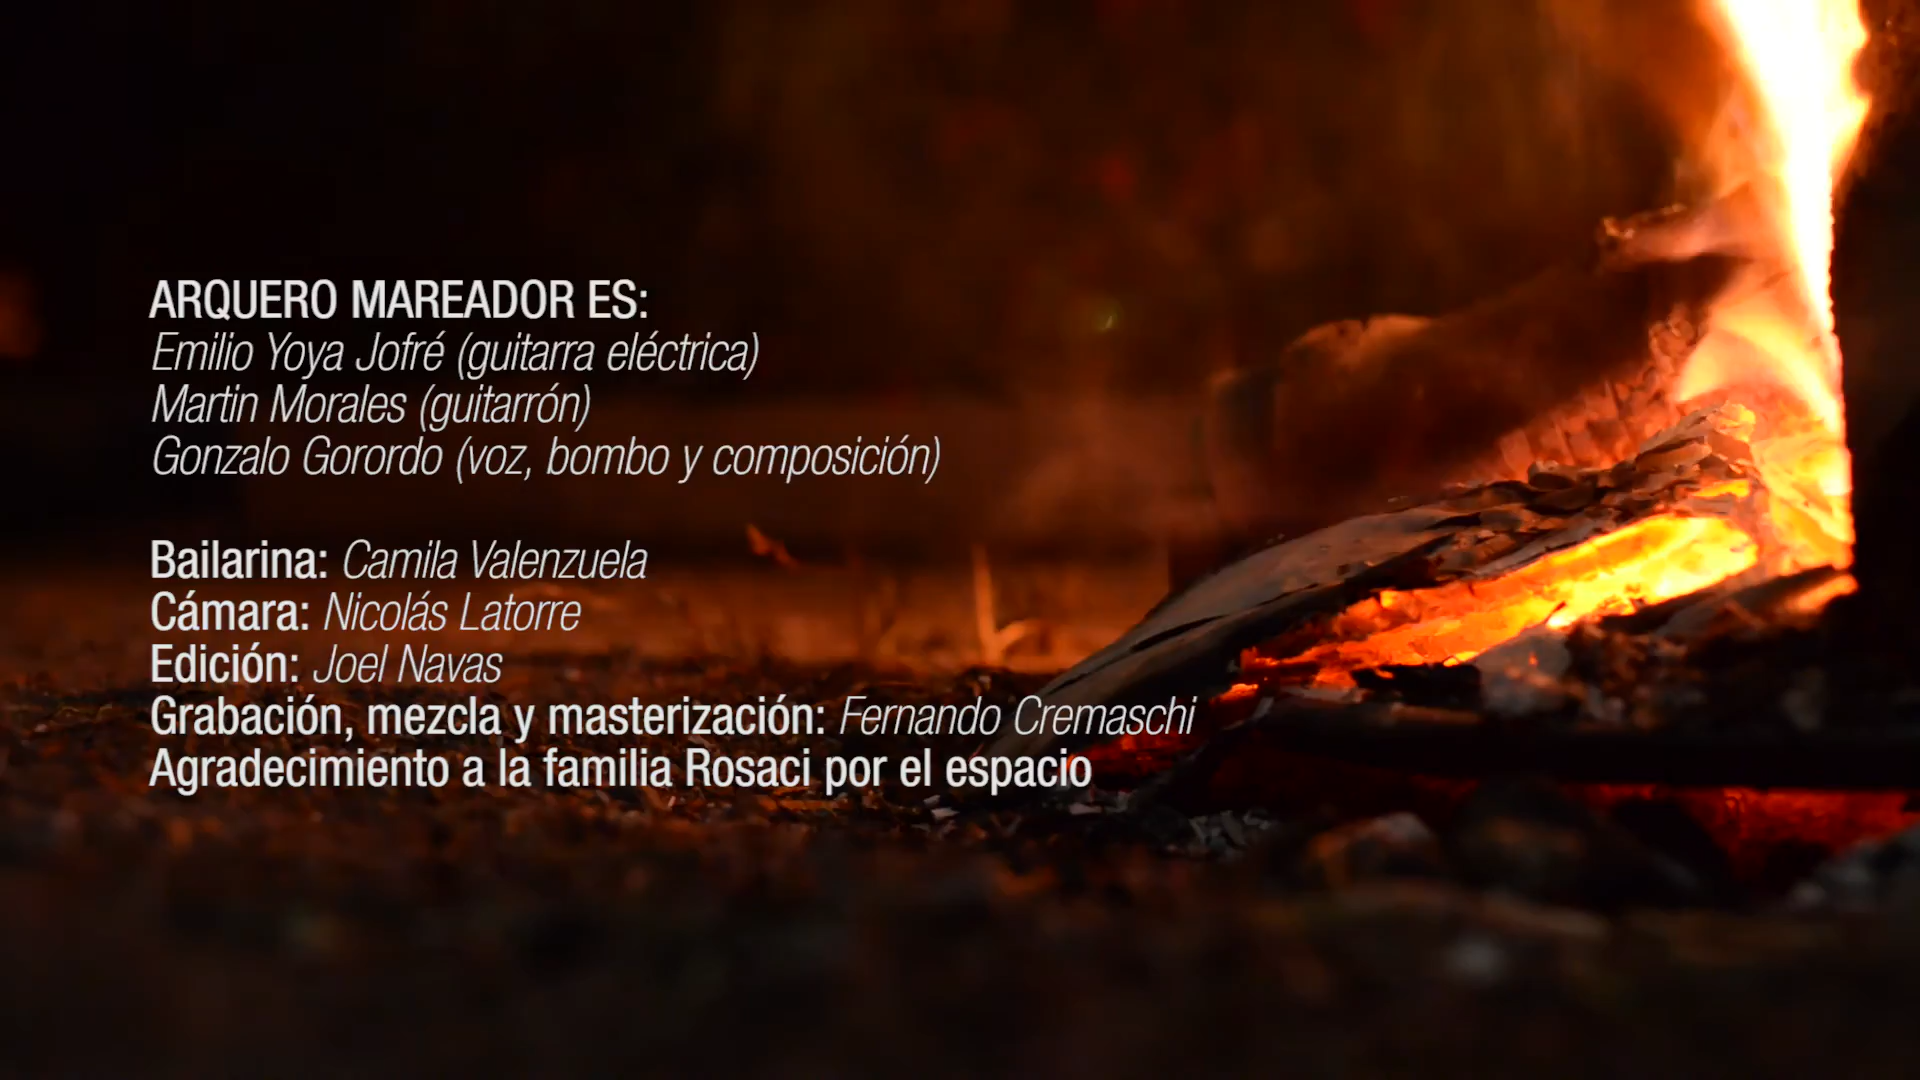 ARQUERO MAREADOR ES:
Emilio Yoya Jofré (guitarra eléctrica)
Martin Morales (guitarrón)
Gonzalo Gorordo (voz, bombo y composición)
Bailarina: Camila Valenzuela
Cámara: Nicolás Latorre
Edición: Joel Navas
Grabación, mezcla y masterización: Fernando Cremaschi
Agradecimiento a la familia Rosaci por el espacio